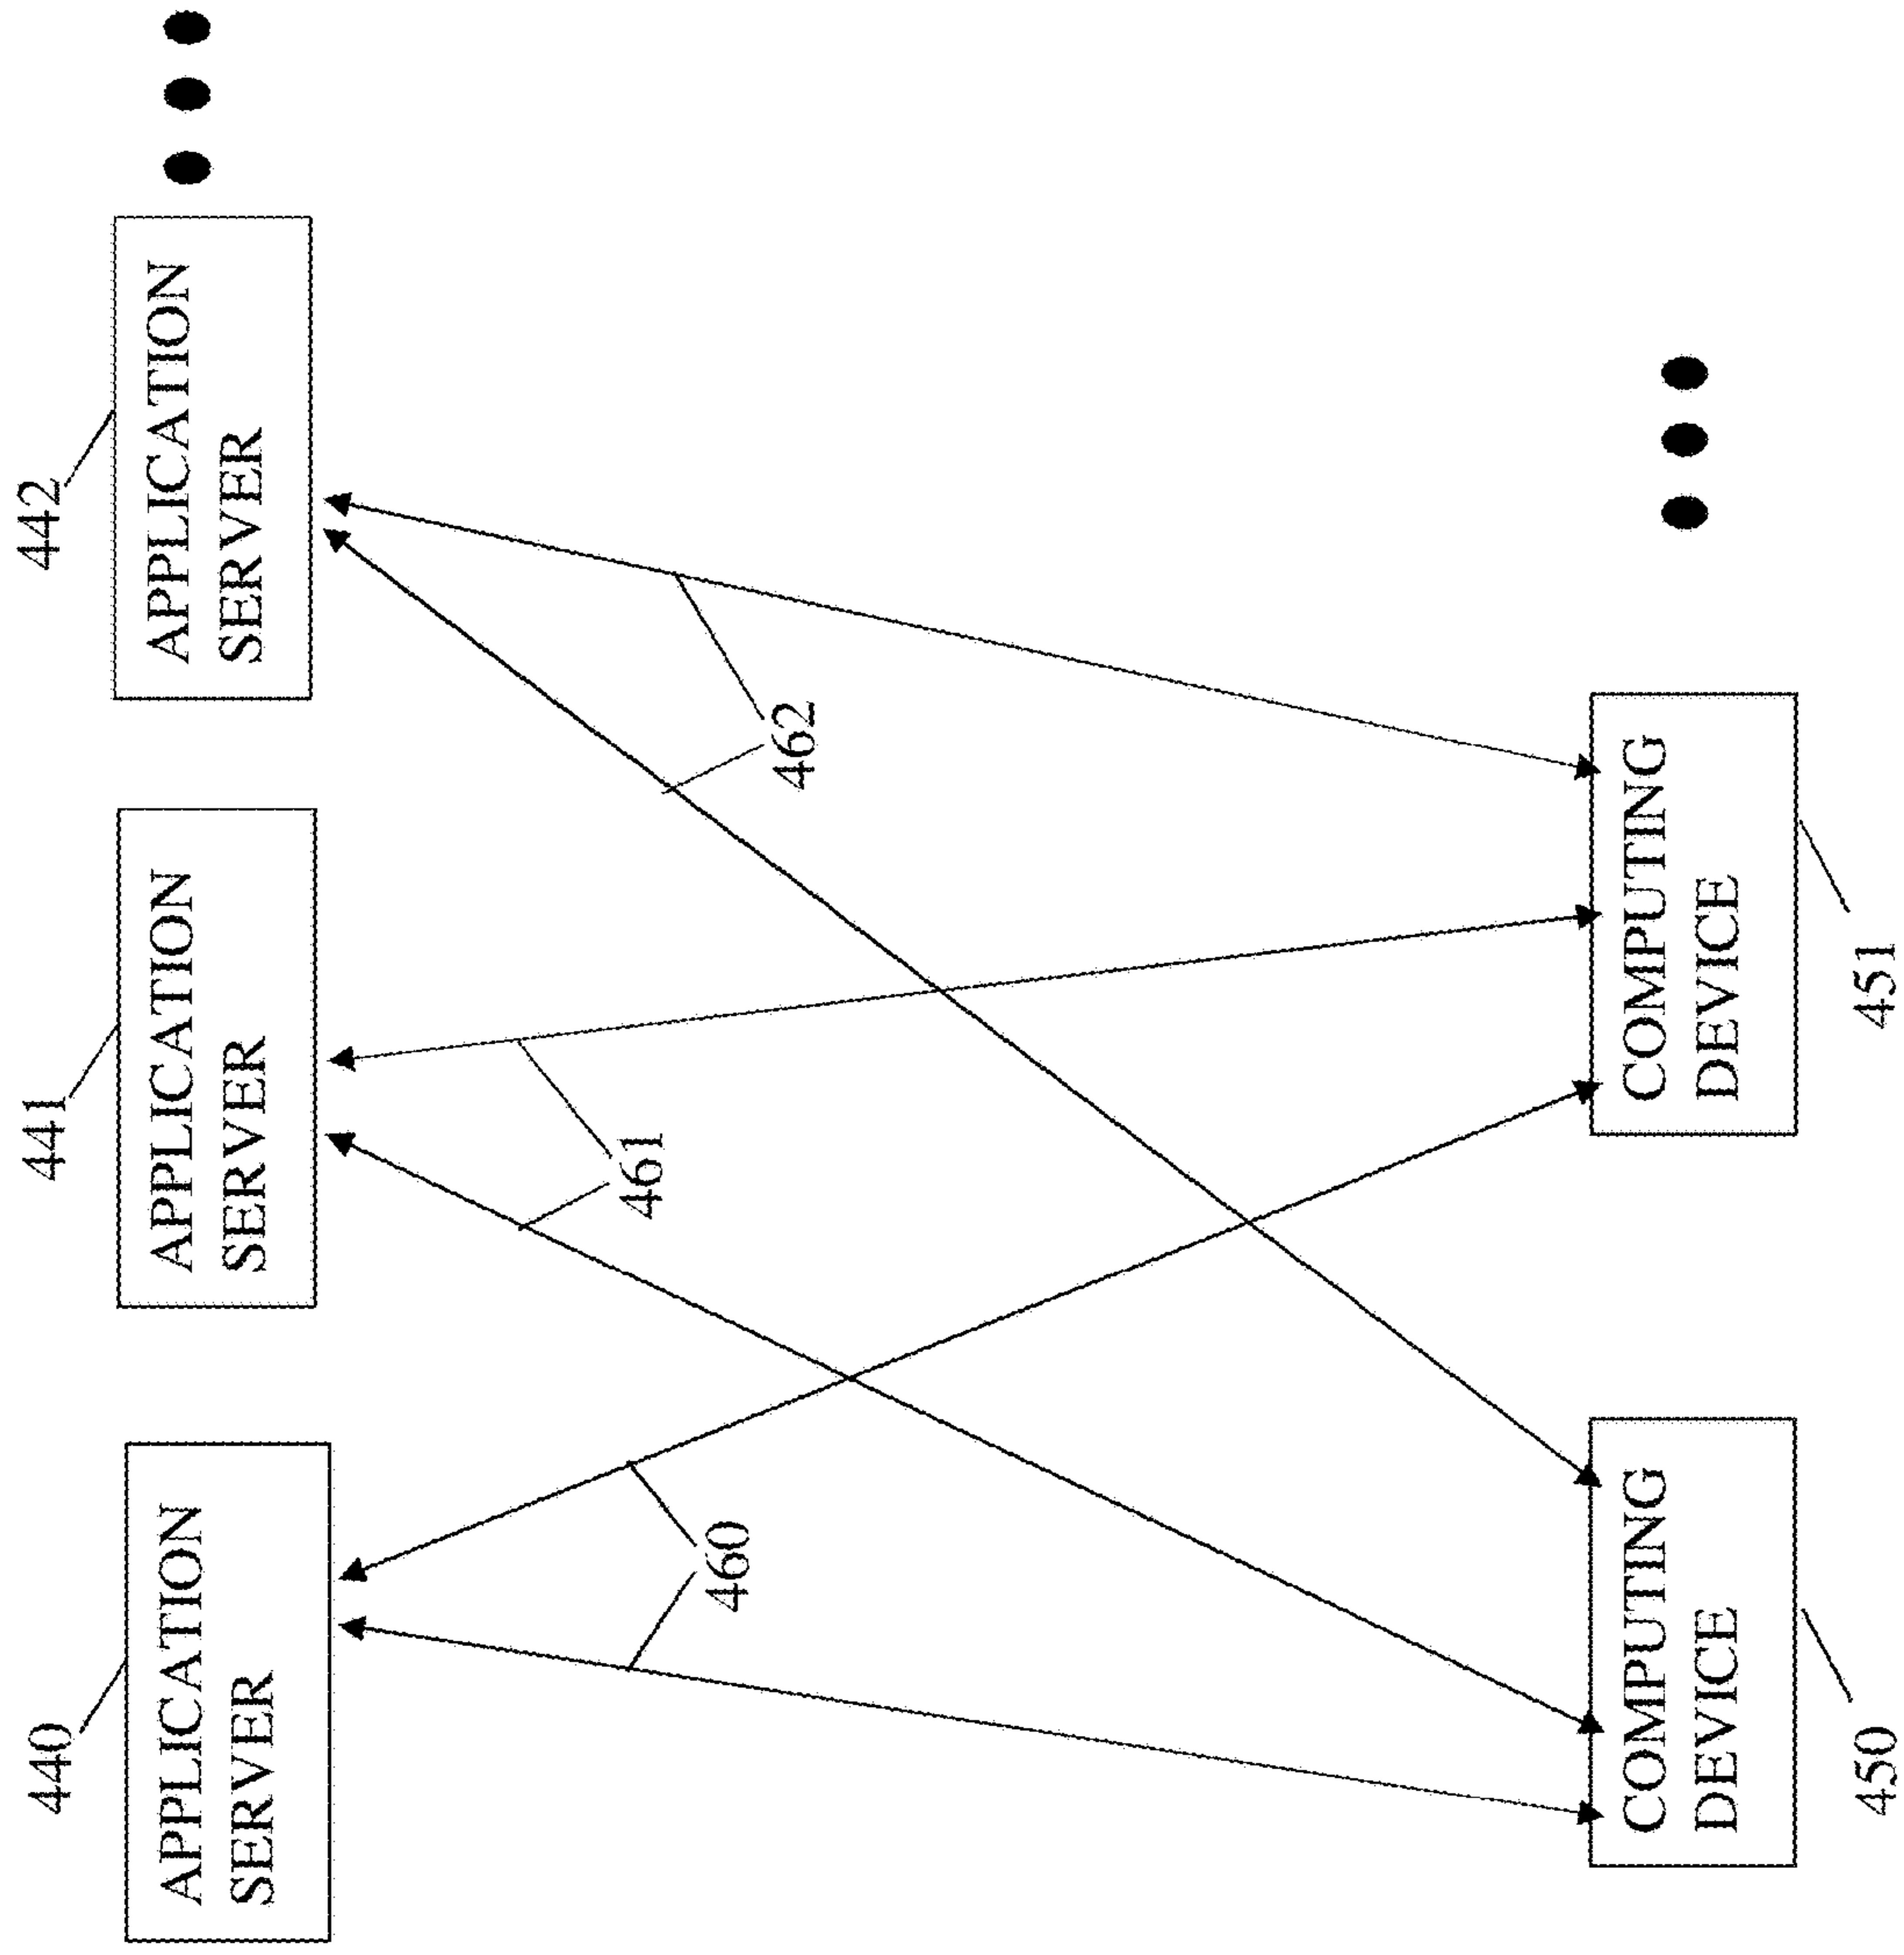 440
441
442
APPLICATION
SERVER
APPLICATION
SERVER
APPLICATION
SERVER
460
461
462
COMPUTING
DEVICE
COMPUTING
DEVICE
450
451